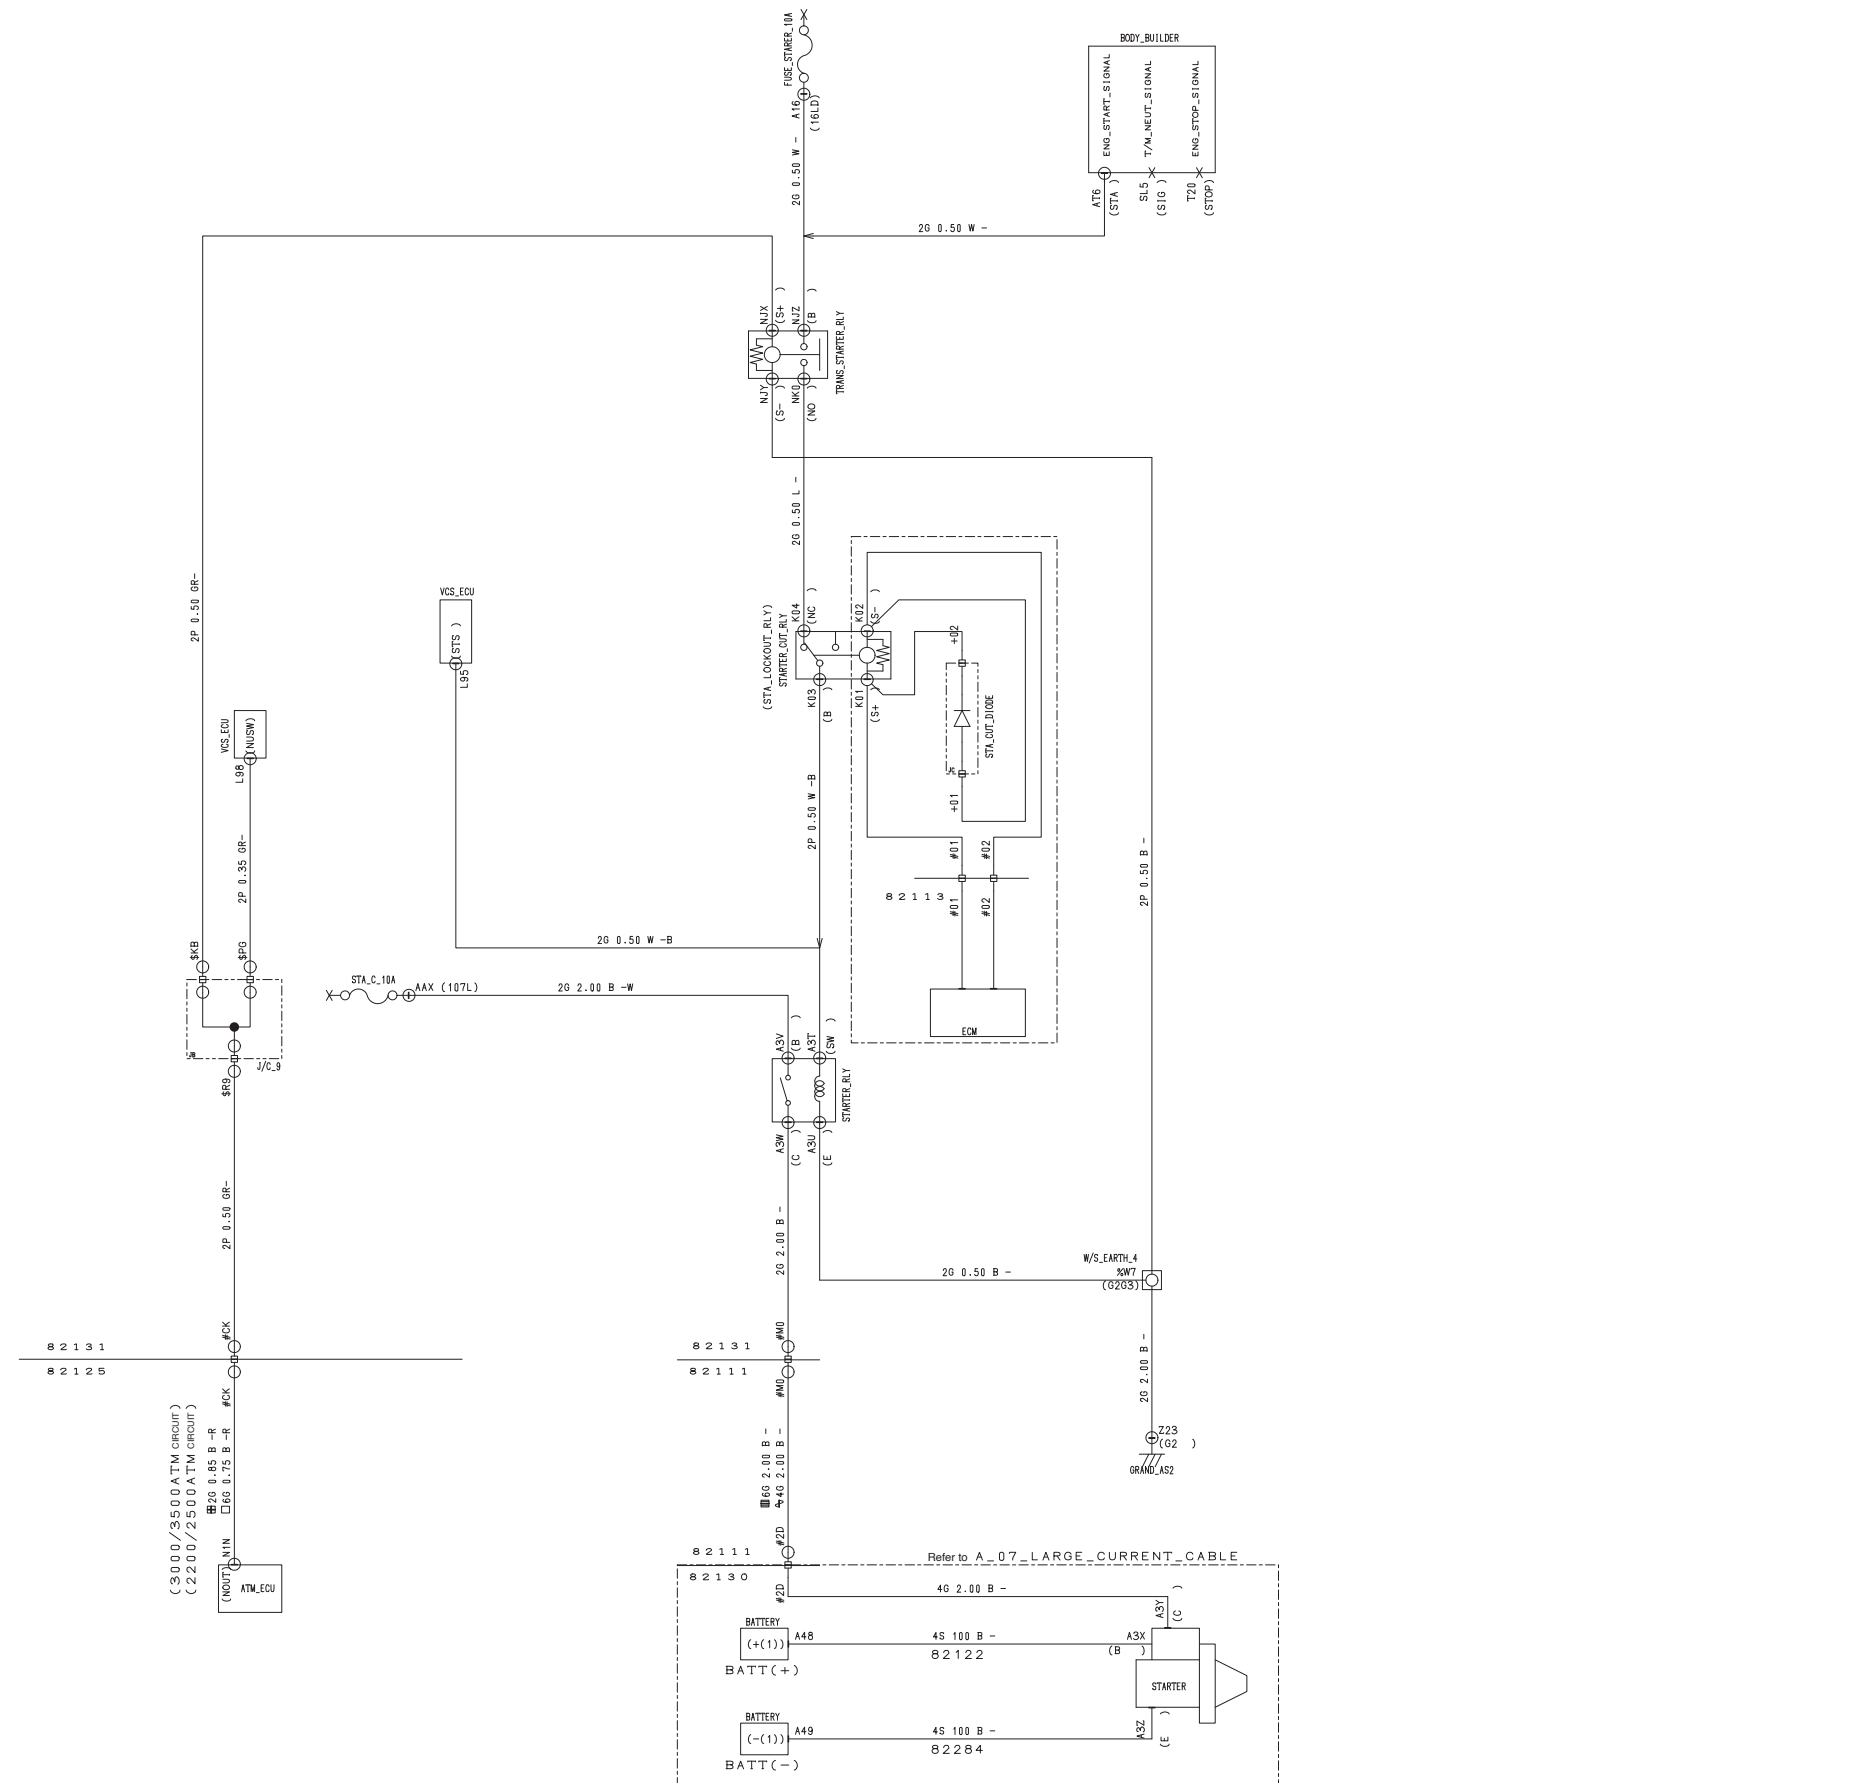 FUSE_STARER_10A
A16
(16LD)
2G 0.50 W -
BODY_BUILDER
ENG_START_SIGNAL
T/M_NEUT_SIGNAL
ENG_STOP_SIGNAL
AT6
(STA )
SL5
(SIG )
T20
(STOP)
2G 0.50 W -
NJX
(S+ )
NJZ
(B )
TRANS_STARTER_RLY
NJY
(S- )
NK0
(NO )
2G 0.50 L -
2P 0.50 GR-
VCS_ECU
(STS )
L95
(STA_LOCKOUT_RLY)
STARTER_CUT_RLY
K04
(NC )
K02
(S- )
K03
(B )
K01
(S+ )
+02
STA_CUT_DIODE
JC
+01
VCS_ECU
(NUSW)
L98
2P 0.35 GR-
2P 0.50 W -B
#01
#02
82113
#01
#02
ECM
2P 0.50 B -
$KB
$PG
2G 0.50 W -B
STA_C_10A
AAX (107L)
2G 2.00 B -W
JB
J/C_9
$R9
A3V
(B )
A3T
(SW )
STARTER_RLY
A3W
(C )
A3U
(E )
2P 0.50 GR-
2G 2.00 B -
2G 0.50 B -
W/S_EARTH_4
%W7
(G2G3)
2G 2.00 B -
Z23
(G2 )
GRAND_AS2
82131
#CK
82125
#CK
82131
#M0
82111
#M0
(3000/3500ATM CIRCUIT)
(2200/2500ATM CIRCUIT)
2G 0.85 B -R
6G 0.75 B -R
N1N
(NOUT)
ATM_ECU
6G 2.00 B -
4G 2.00 B -
#2D
82111
82130
#2D
Refer to A_07_LARGE_CURRENT_CABLE
4G 2.00 B -
A3Y
(C )
BATTERY
(+(1))
A48
BATT(+)
4S 100 B -
82122
A3X
(B )
STARTER
BATTERY
(-(1))
A49
BATT(-)
4S 100 B -
82284
A3Z
(E )